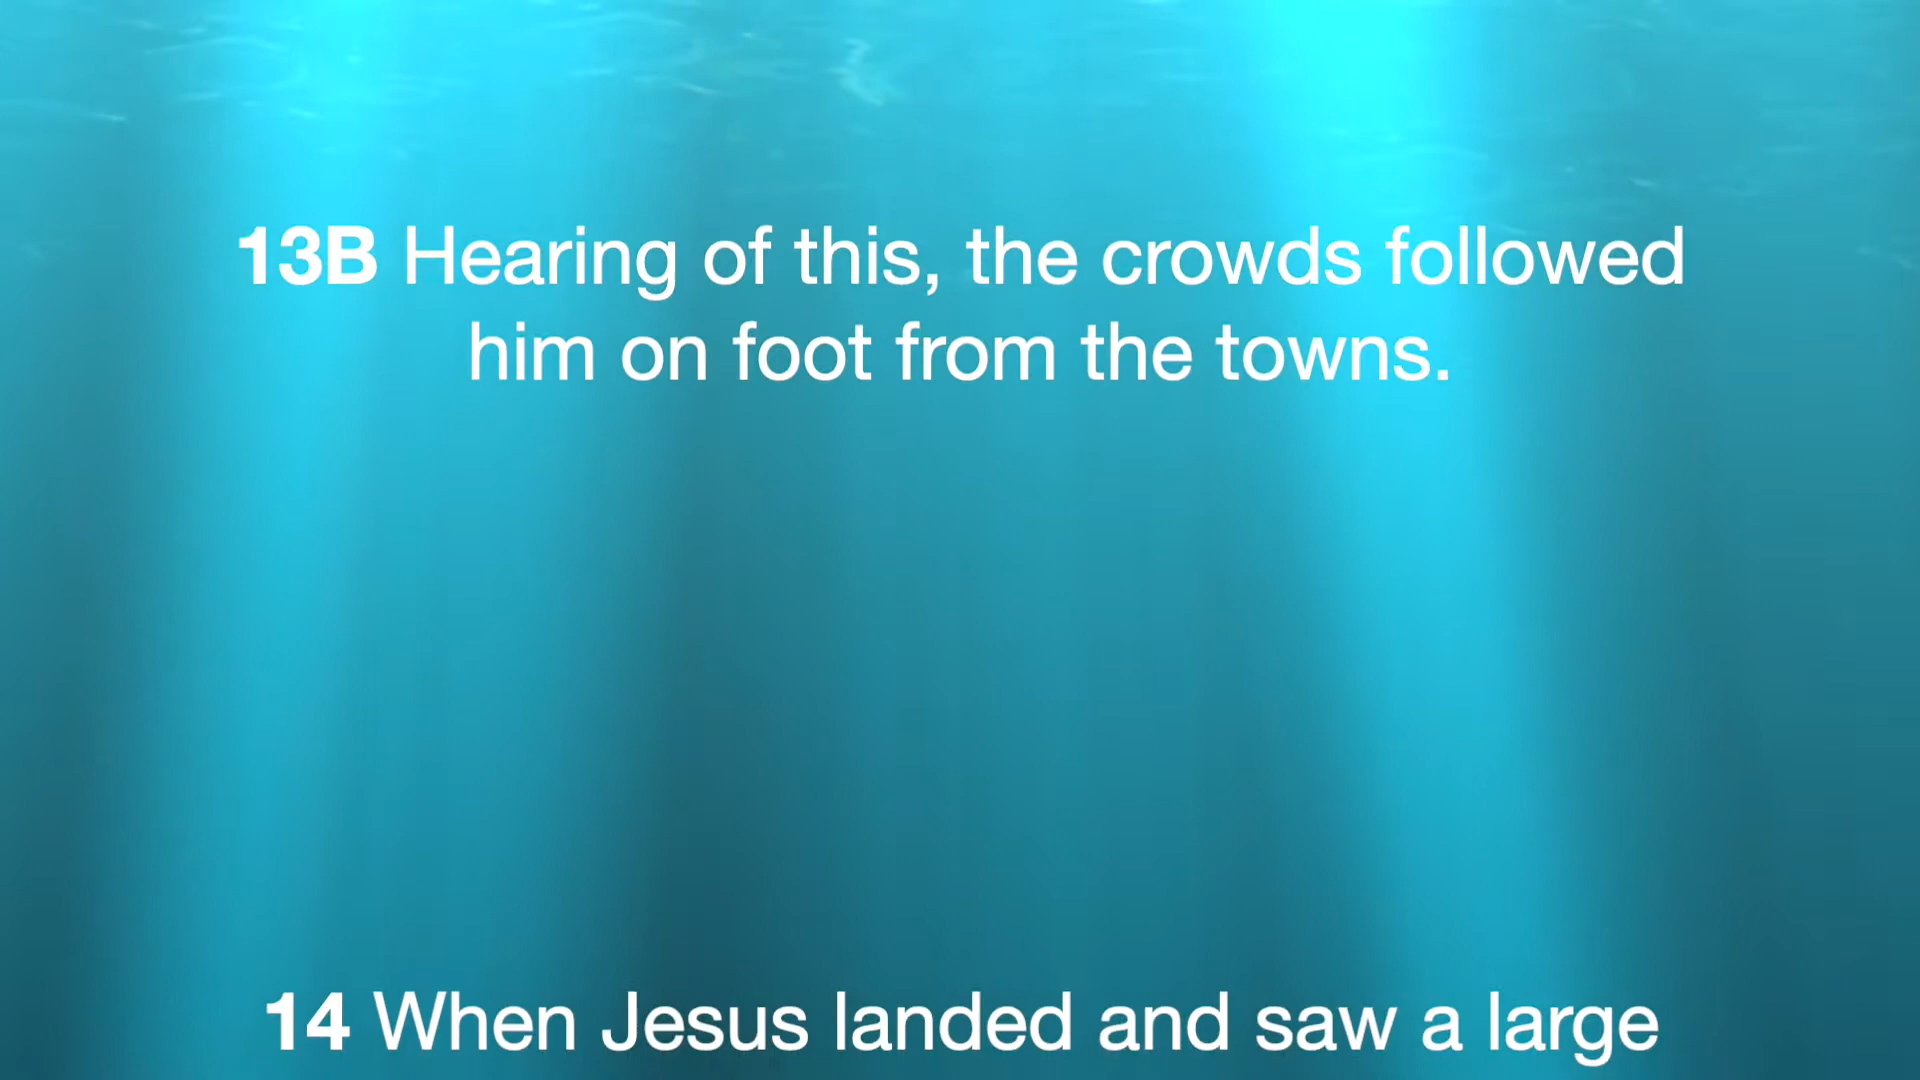 13B Hearing of this, the crowds followed
him on foot from the towns.
14 When Jesus landed and saw a large